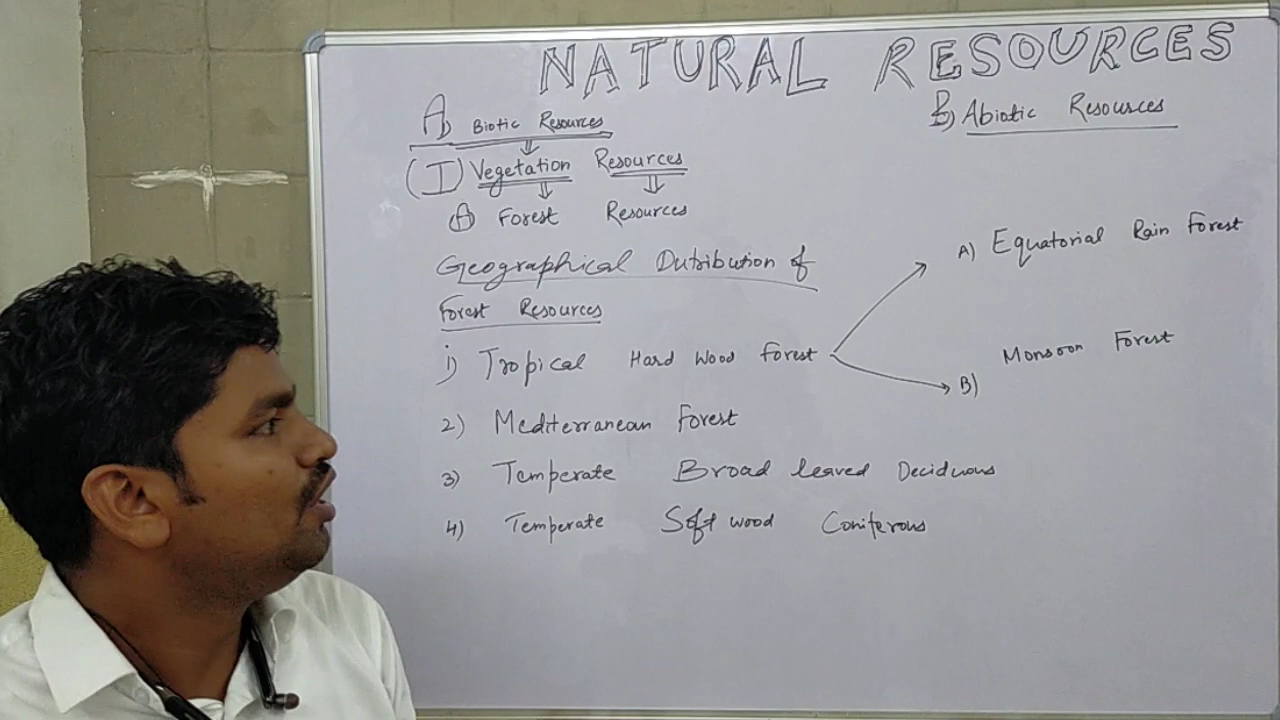 NATURAL RESOURCES
A) Biotic Resources
B) Abiotic Resources
(I) Vegetation Resources
A Forest Resources
Geographical Dutribution of
Forest Resources
1) Tropical Hard Wood Forest
A) Equatorial Rain Forest
B) Monsoon Forest
2) Mediterranean Forest
3) Temperate Broad leaved Deciduous
4) Temperate Soft wood Coniferous